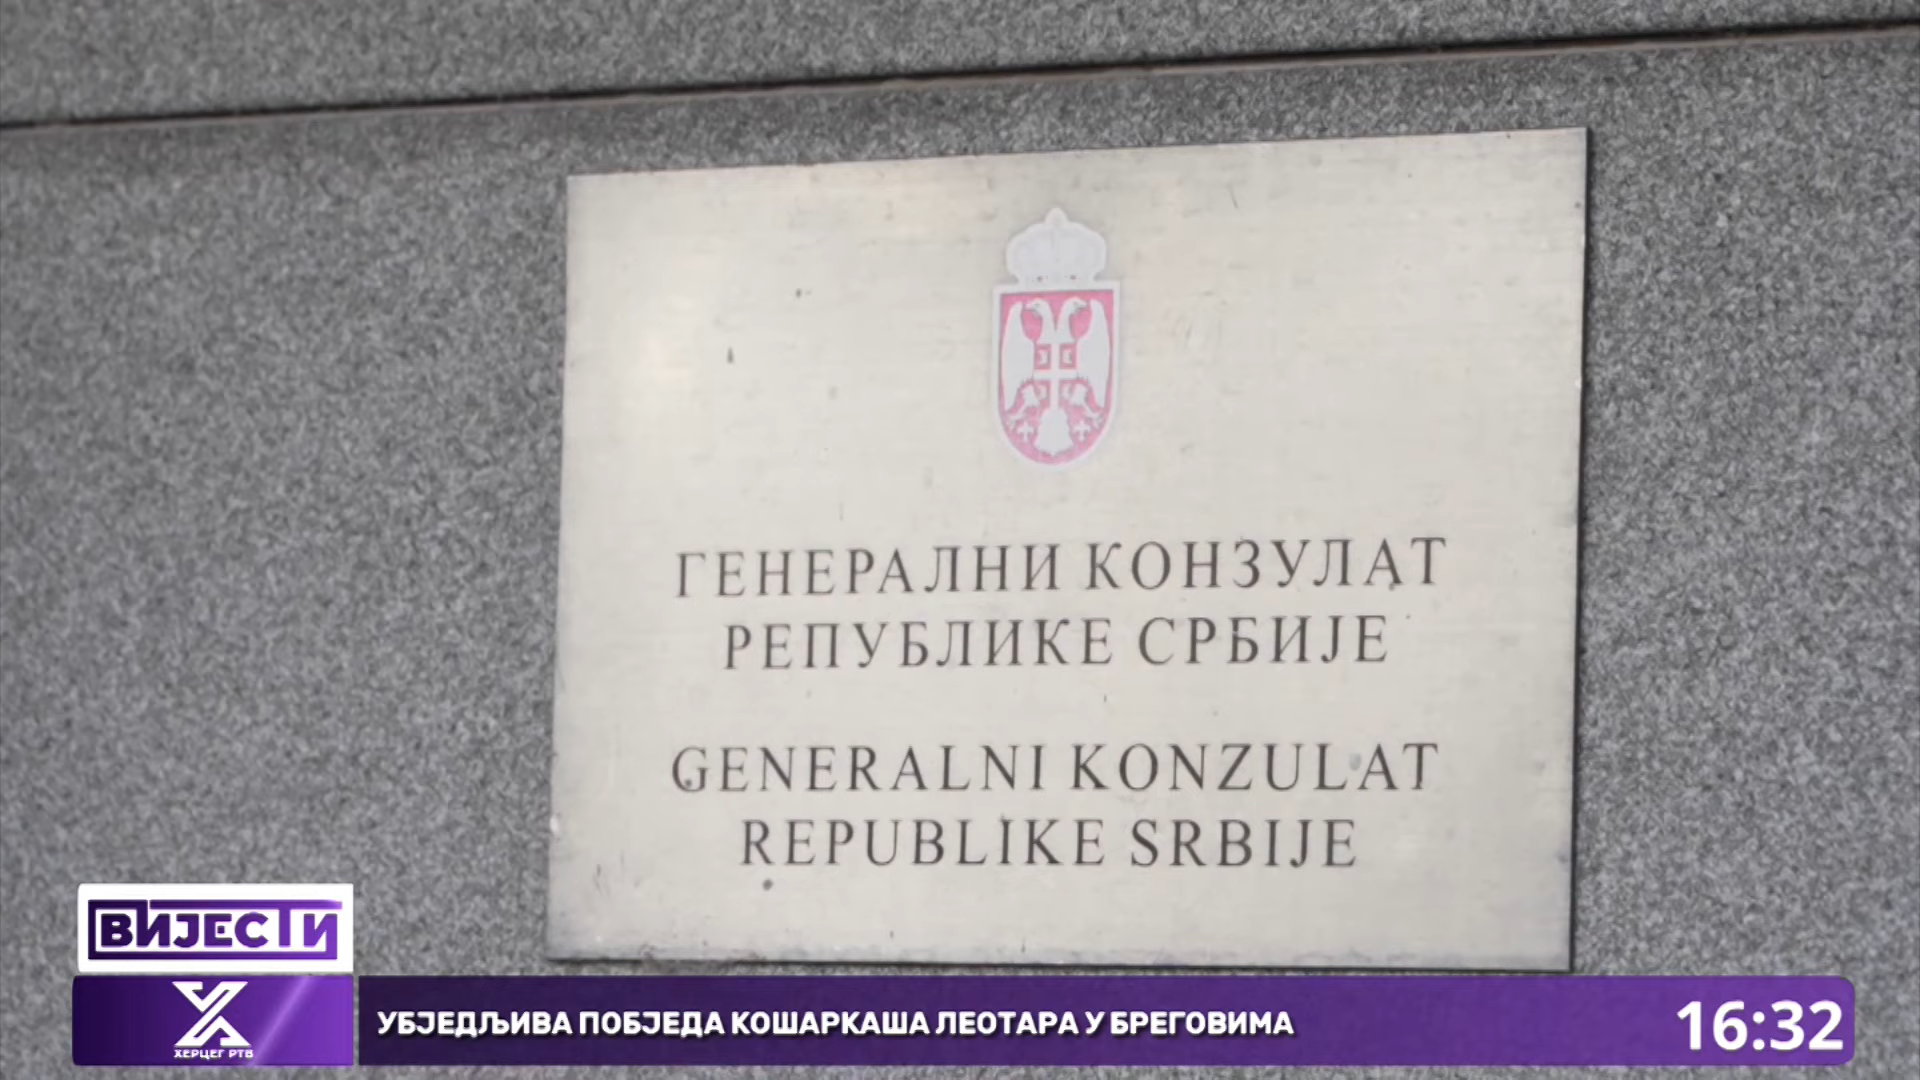 ГЕНЕРАЛНИ КОНЗУЛАТ
РЕПУБЛИКЕ СРБИЈЕ
GENERALNI KONZULAT
REPUBLIKE SRBIJE
ВИЈЕСТИ
ХЕРЦЕГ РТВ
УБЈЕДЉИВА ПОБЈЕДА КОШАРКАША ЛЕОТАРА У БРЕГОВИМА
16:32